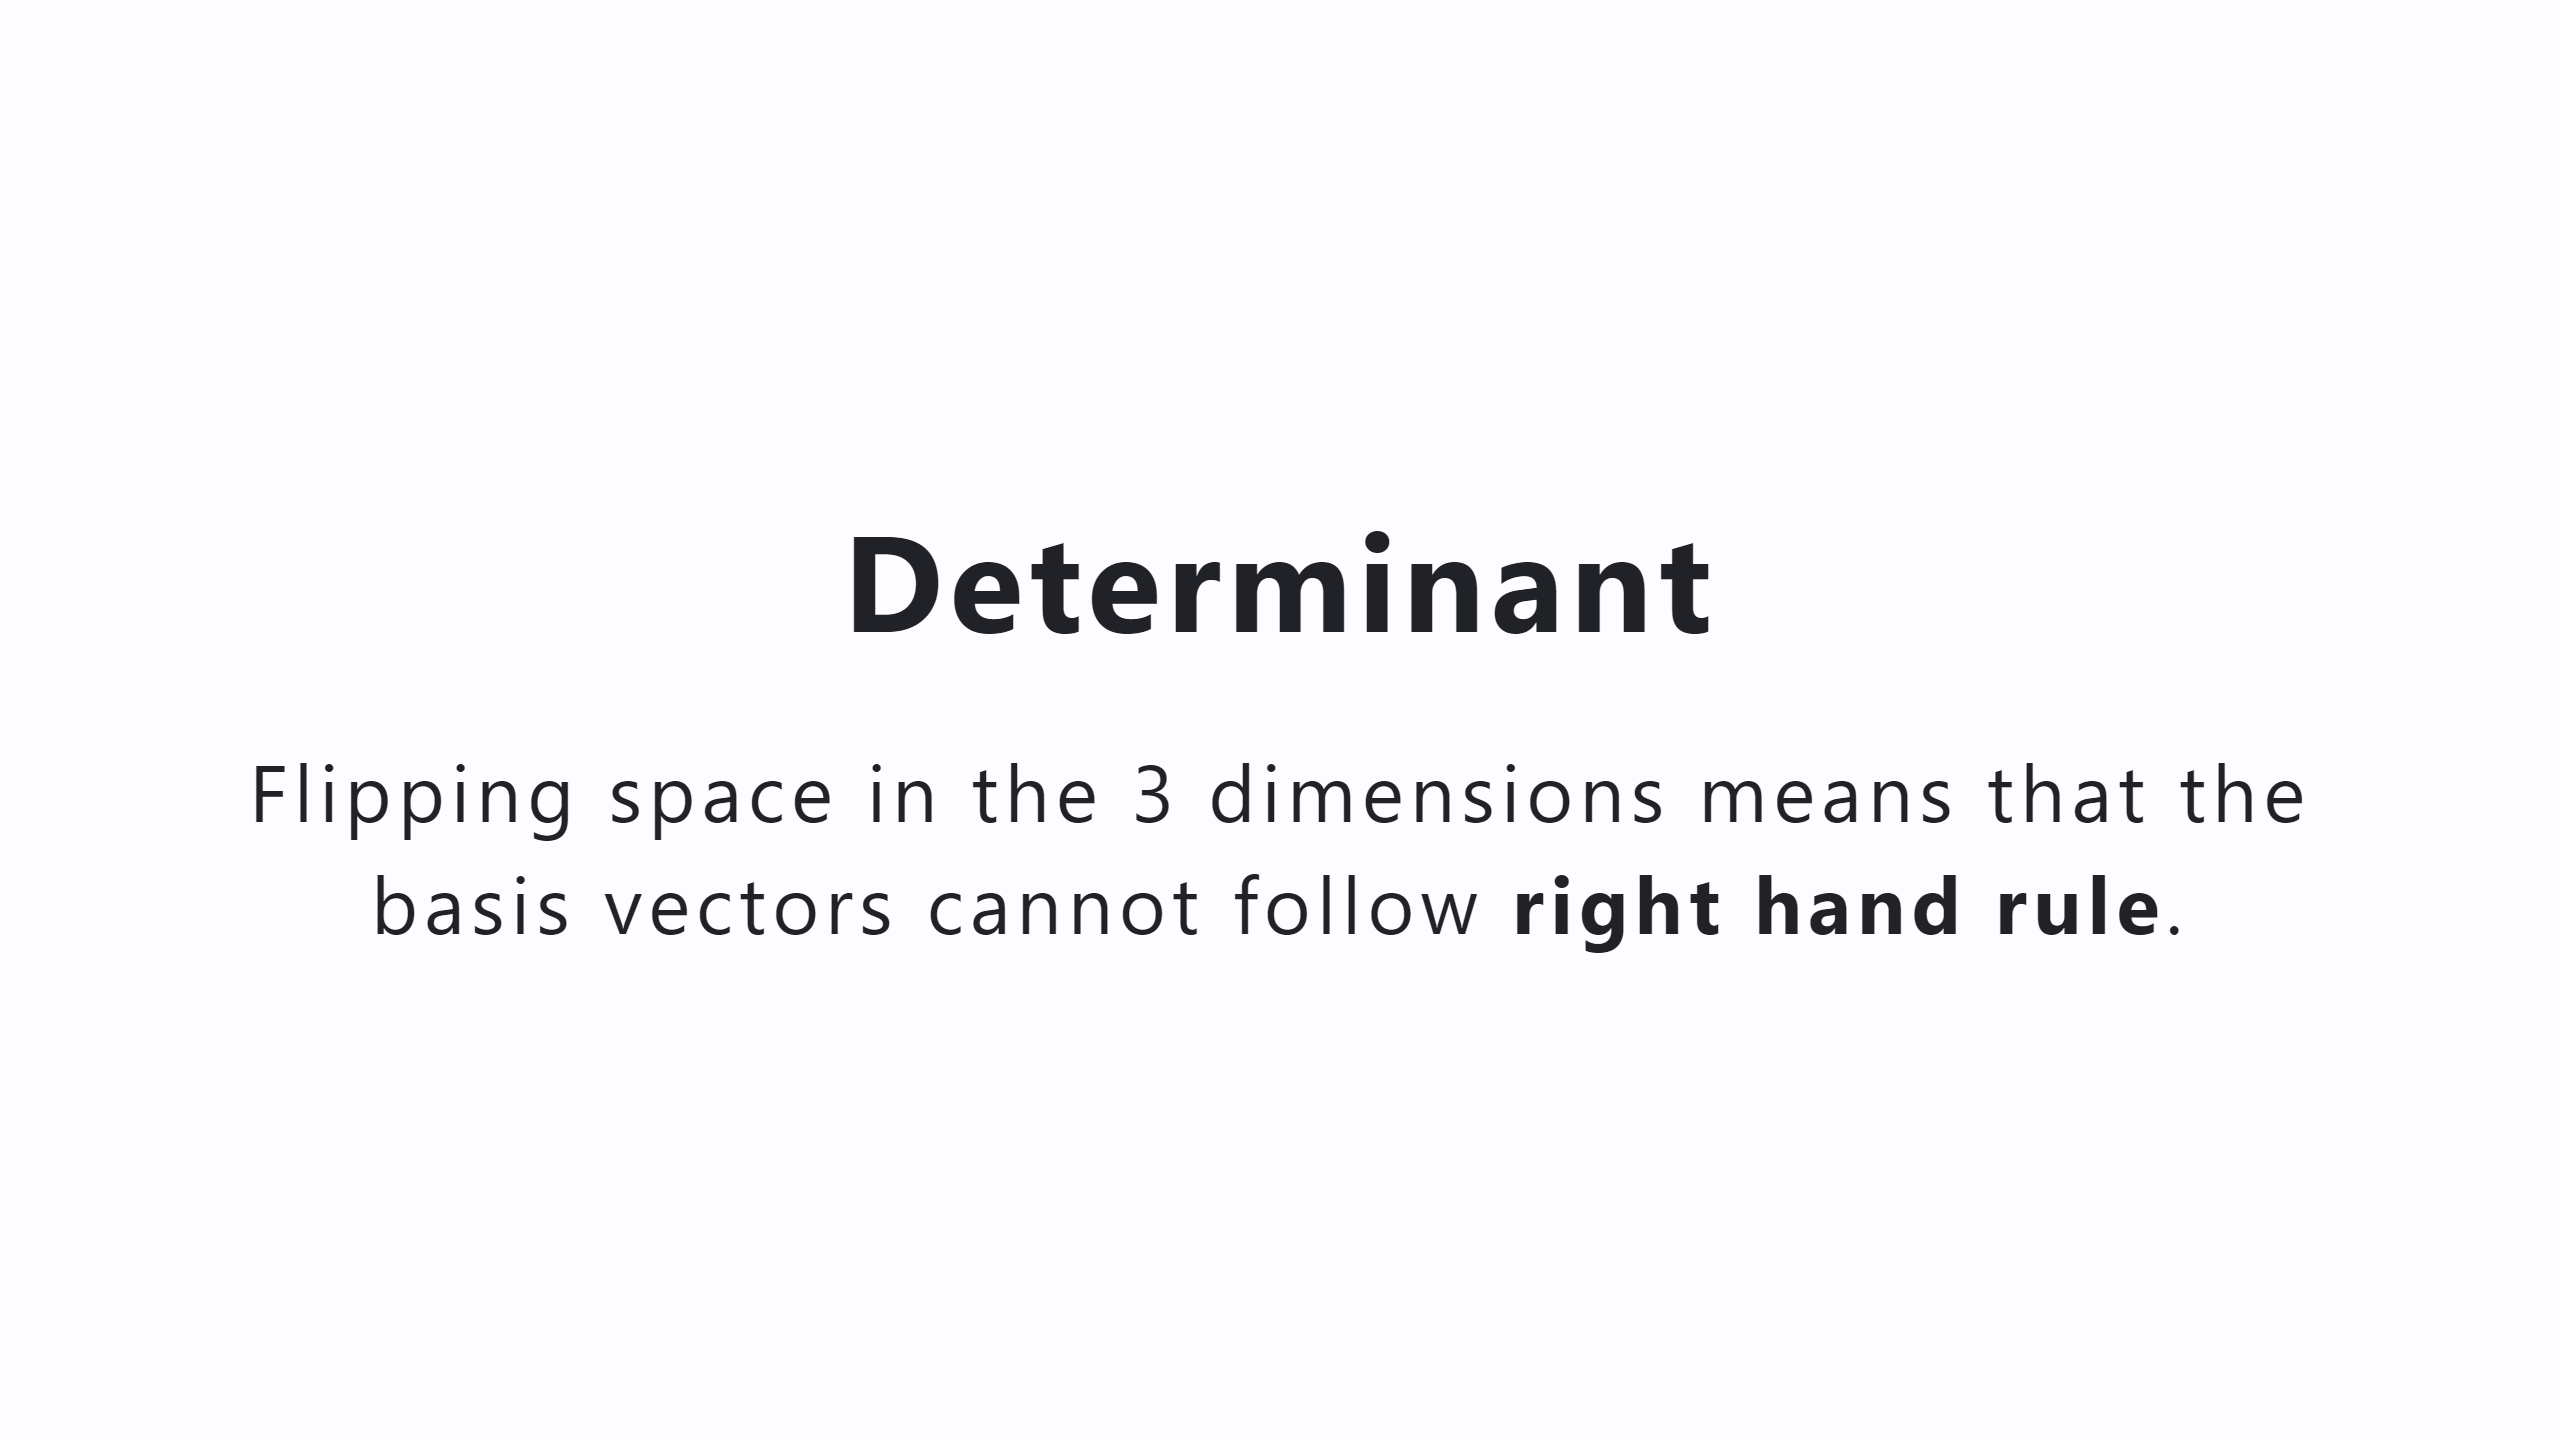 Determinant
Flipping space in the 3 dimensions means that the
basis vectors cannot follow right hand rule.